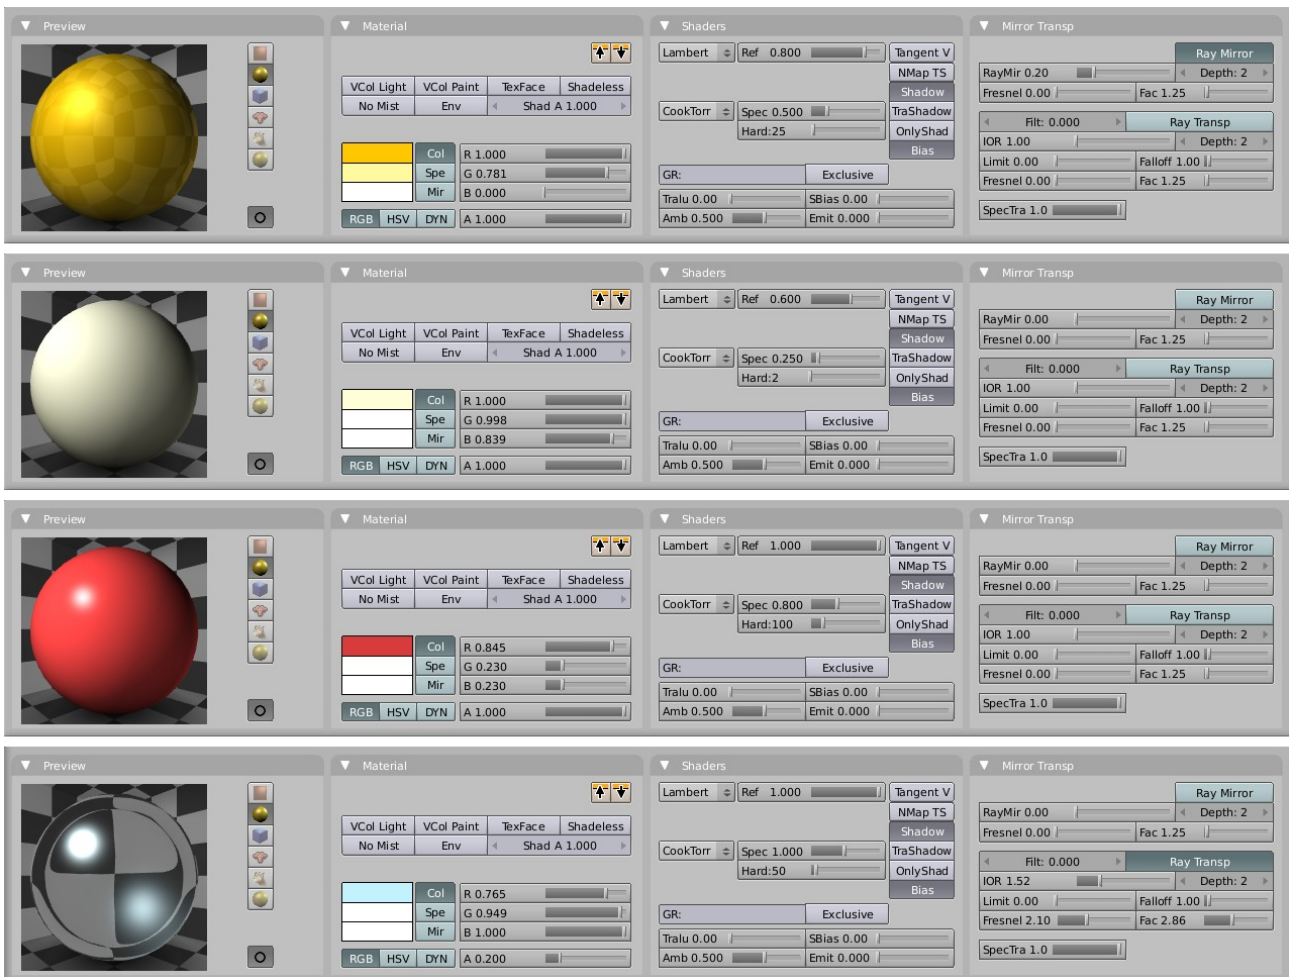 Preview Material Shaders Mirror Transp
Lambert Ref 0.800 Tangent V Ray Mirror
NMap TS RayMir 0.20 Depth: 2
VCol Light VCol Paint TexFace Shadeless Shadow Fresnel 0.00 Fac 1.25
No Mist Env Shad A 1.000 CookTorr Spec 0.500 TraShadow Filt: 0.000 Ray Transp
Hard:25 OnlyShad IOR 1.00 Depth: 2
Col R 1.000 Bias Limit 0.00 Falloff 1.00
Spe G 0.781 GR: Exclusive Fresnel 0.00 Fac 1.25
Mir B 0.000 Tralu 0.00 SBias 0.00
RGB HSV DYN A 1.000 Amb 0.500 Emit 0.000 SpecTra 1.0
Preview Material Shaders Mirror Transp
Lambert Ref 0.600 Tangent V Ray Mirror
NMap TS RayMir 0.00 Depth: 2
VCol Light VCol Paint TexFace Shadeless Shadow Fresnel 0.00 Fac 1.25
No Mist Env Shad A 1.000 CookTorr Spec 0.250 TraShadow Filt: 0.000 Ray Transp
Hard:2 OnlyShad IOR 1.00 Depth: 2
Col R 1.000 Bias Limit 0.00 Falloff 1.00
Spe G 0.998 GR: Exclusive Fresnel 0.00 Fac 1.25
Mir B 0.839 Tralu 0.00 SBias 0.00
RGB HSV DYN A 1.000 Amb 0.500 Emit 0.000 SpecTra 1.0
Preview Material Shaders Mirror Transp
Lambert Ref 1.000 Tangent V Ray Mirror
NMap TS RayMir 0.00 Depth: 2
VCol Light VCol Paint TexFace Shadeless Shadow Fresnel 0.00 Fac 1.25
No Mist Env Shad A 1.000 CookTorr Spec 0.800 TraShadow Filt: 0.000 Ray Transp
Hard:100 OnlyShad IOR 1.00 Depth: 2
Col R 0.845 Bias Limit 0.00 Falloff 1.00
Spe G 0.230 GR: Exclusive Fresnel 0.00 Fac 1.25
Mir B 0.230 Tralu 0.00 SBias 0.00
RGB HSV DYN A 1.000 Amb 0.500 Emit 0.000 SpecTra 1.0
Preview Material Shaders Mirror Transp
Lambert Ref 1.000 Tangent V Ray Mirror
NMap TS RayMir 0.00 Depth: 2
VCol Light VCol Paint TexFace Shadeless Shadow Fresnel 0.00 Fac 1.25
No Mist Env Shad A 1.000 CookTorr Spec 1.000 TraShadow Filt: 0.000 Ray Transp
Hard:50 OnlyShad IOR 1.52 Depth: 2
Col R 0.765 Bias Limit 0.00 Falloff 1.00
Spe G 0.949 GR: Exclusive Fresnel 2.10 Fac 2.86
Mir B 1.000 Tralu 0.00 SBias 0.00
RGB HSV DYN A 0.200 Amb 0.500 Emit 0.000 SpecTra 1.0